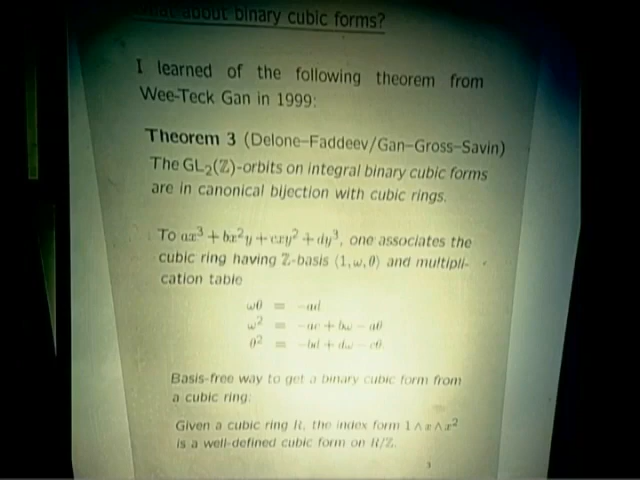 about binary cubic forms?
I learned of the following theorem from
Wee-Teck Gan in 1999:
Theorem 3 (Delone–Faddeev/Gan–Gross–Savin)
The GL₂(ℤ)-orbits on integral binary cubic forms
are in canonical bijection with cubic rings.
To ax³ + bx²y + cxy² + dy³, one associates the
cubic ring having ℤ-basis ⟨1, ω, θ⟩ and multipli-
cation table
ωθ = −ad
ω² = −ac + bω − aθ
θ² = −bd + dω − cθ.
Basis-free way to get a binary cubic form from
a cubic ring:
Given a cubic ring R, the index form 1∧x∧x²
is a well-defined cubic form on R/ℤ.
3